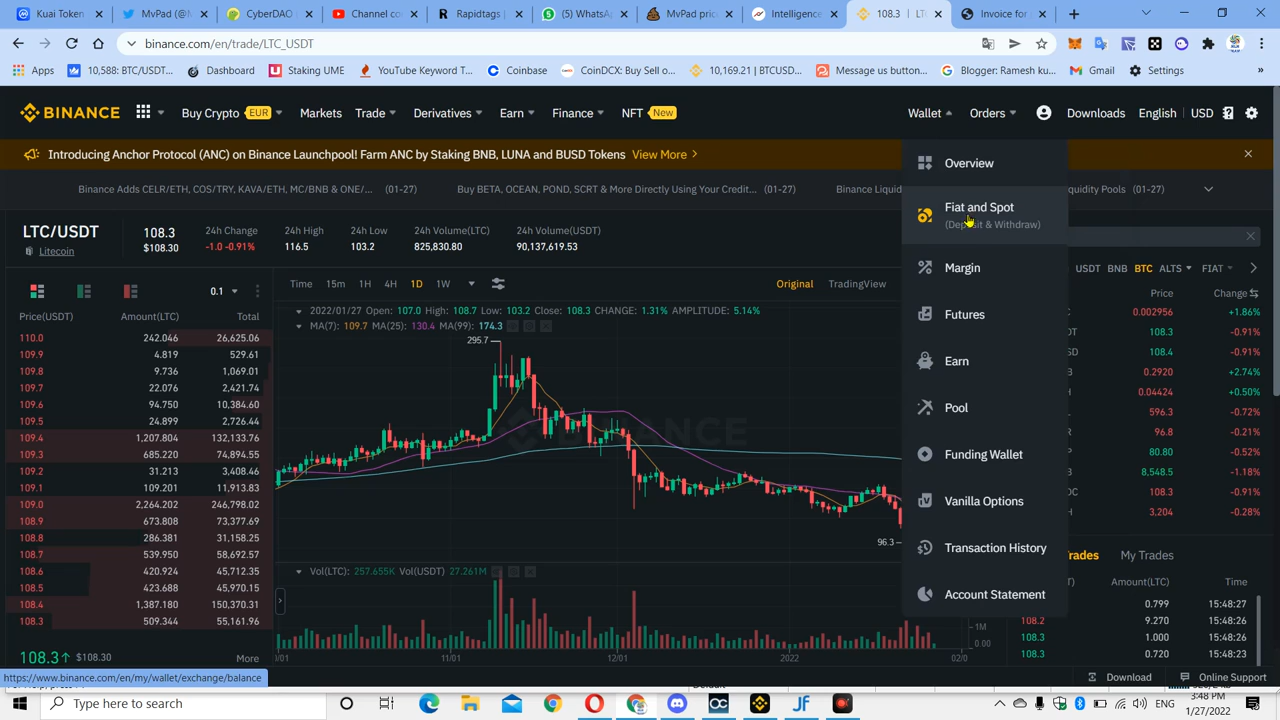 Kuai Token
MvPad (@M
CyberDAO
Channel co
Rapidtags |
(5) WhatsA
MvPad pric
Intelligence
108.3 | LT
Invoice for
binance.com/en/trade/LTC_USDT
Apps
10,588:BTC/USDT...
Dashboard
Staking UME
YouTube Keyword T...
Coinbase
CoinDCX: Buy sell o...
10,169.21 | BTCUSD...
Message us button...
Blogger: Ramesh ku...
Gmail
Settings
BINANCE
Buy Crypto EUR
Markets
Trade
Derivatives
Earn
Finance
NFT New
Wallet
Orders
Downloads
English
USD
Introducing Anchor Protocol (ANC) on Binance Launchpool! Farm ANC by Staking BNB, LUNA and BUSD Tokens View More
Binance Adds CELR/ETH, COS/TRY, KAVA/ETH, MC/BNB & ONE/... (01-27)
Buy BETA, OCEAN, POND, SCRT & More Directly Using Your Credit... (01-27)
Binance Liquid
quidity Pools (01-27)
LTC/USDT
Litecoin
108.3
$108.30
24h Change
-1.0 -0.91%
24h High
116.5
24h Low
103.2
24h Volume(LTC)
825,830.80
24h Volume(USDT)
90,137,619.53
0.1
Price(USDT) Amount(LTC) Total
110.0 242.046 26,625.06
109.9 4.819 529.61
109.8 9.736 1,069.01
109.7 22.076 2,421.74
109.6 94.750 10,384.60
109.5 24.899 2,726.44
109.4 1,207.804 132,133.76
109.3 685.220 74,894.55
109.2 31.213 3,408.46
109.1 109.201 11,913.83
109.0 2,264.202 246,798.02
108.9 673.808 73,377.69
108.8 286.381 31,158.25
108.7 539.950 58,692.57
108.6 420.924 45,712.35
108.5 423.688 45,970.15
108.4 1,387.180 150,370.31
108.3 509.344 55,161.96
108.3 $108.30 More
Time 15m 1H 4H 1D 1W
Original TradingView
2022/01/27 Open: 107.0 High: 108.7 Low: 103.2 Close: 108.3 CHANGE: 1.31% AMPLITUDE: 5.14%
MA(7): 109.7 MA(25): 130.4 MA(99): 174.3
295.7
BINANCE
96.3
Vol(LTC): 257.655K Vol(USDT) 27.261M
1M
0.00
/01 11/01 12/01 2022 02/0
Overview
Fiat and Spot
(Deposit & Withdraw)
Margin
Futures
Earn
Pool
Funding Wallet
Vanilla Options
Transaction History
Account Statement
USDT BNB BTC ALTS FIAT
Price Change
C 0.002956 +1.86%
DT 108.3 -0.91%
SD 108.4 -0.91%
B 0.2920 +2.74%
H 0.04424 +0.50%
L 596.3 -0.72%
R 96.8 -0.21%
P 80.80 -0.52%
B 8,548.5 -1.18%
DC 108.3 -0.91%
H 3,204 -0.28%
Trades My Trades
T) Amount(LTC) Time
0.799 15:48:27
108.2 9.270 15:48:26
108.3 1.000 15:48:26
108.3 0.720 15:48:23
https://www.binance.com/en/my/wallet/exchange/balance
Download
Online Support
Type here to search
ENG
3:48 PM
1/27/2022